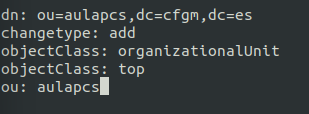 dn: ou=aulapcs,dc=cfgm,dc=es
changetype: add
objectClass: organizationalUnit
objectClass: top
ou: aulapcs